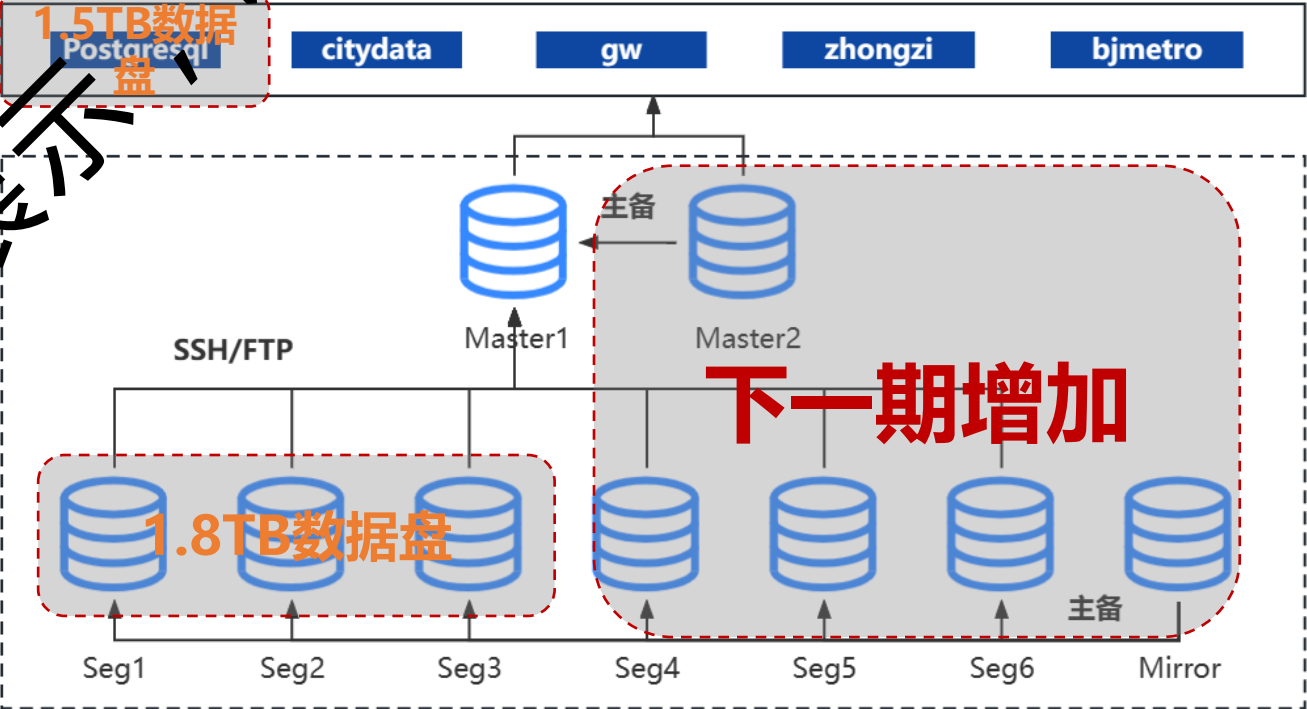 1.5TB数据
盘
Postgresql
citydata
gw
zhongzi
bjmetro
示、
主备
Master1
Master2
SSH/FTP
下一期增加
1.8TB数据盘
主备
Seg1
Seg2
Seg3
Seg4
Seg5
Seg6
Mirror